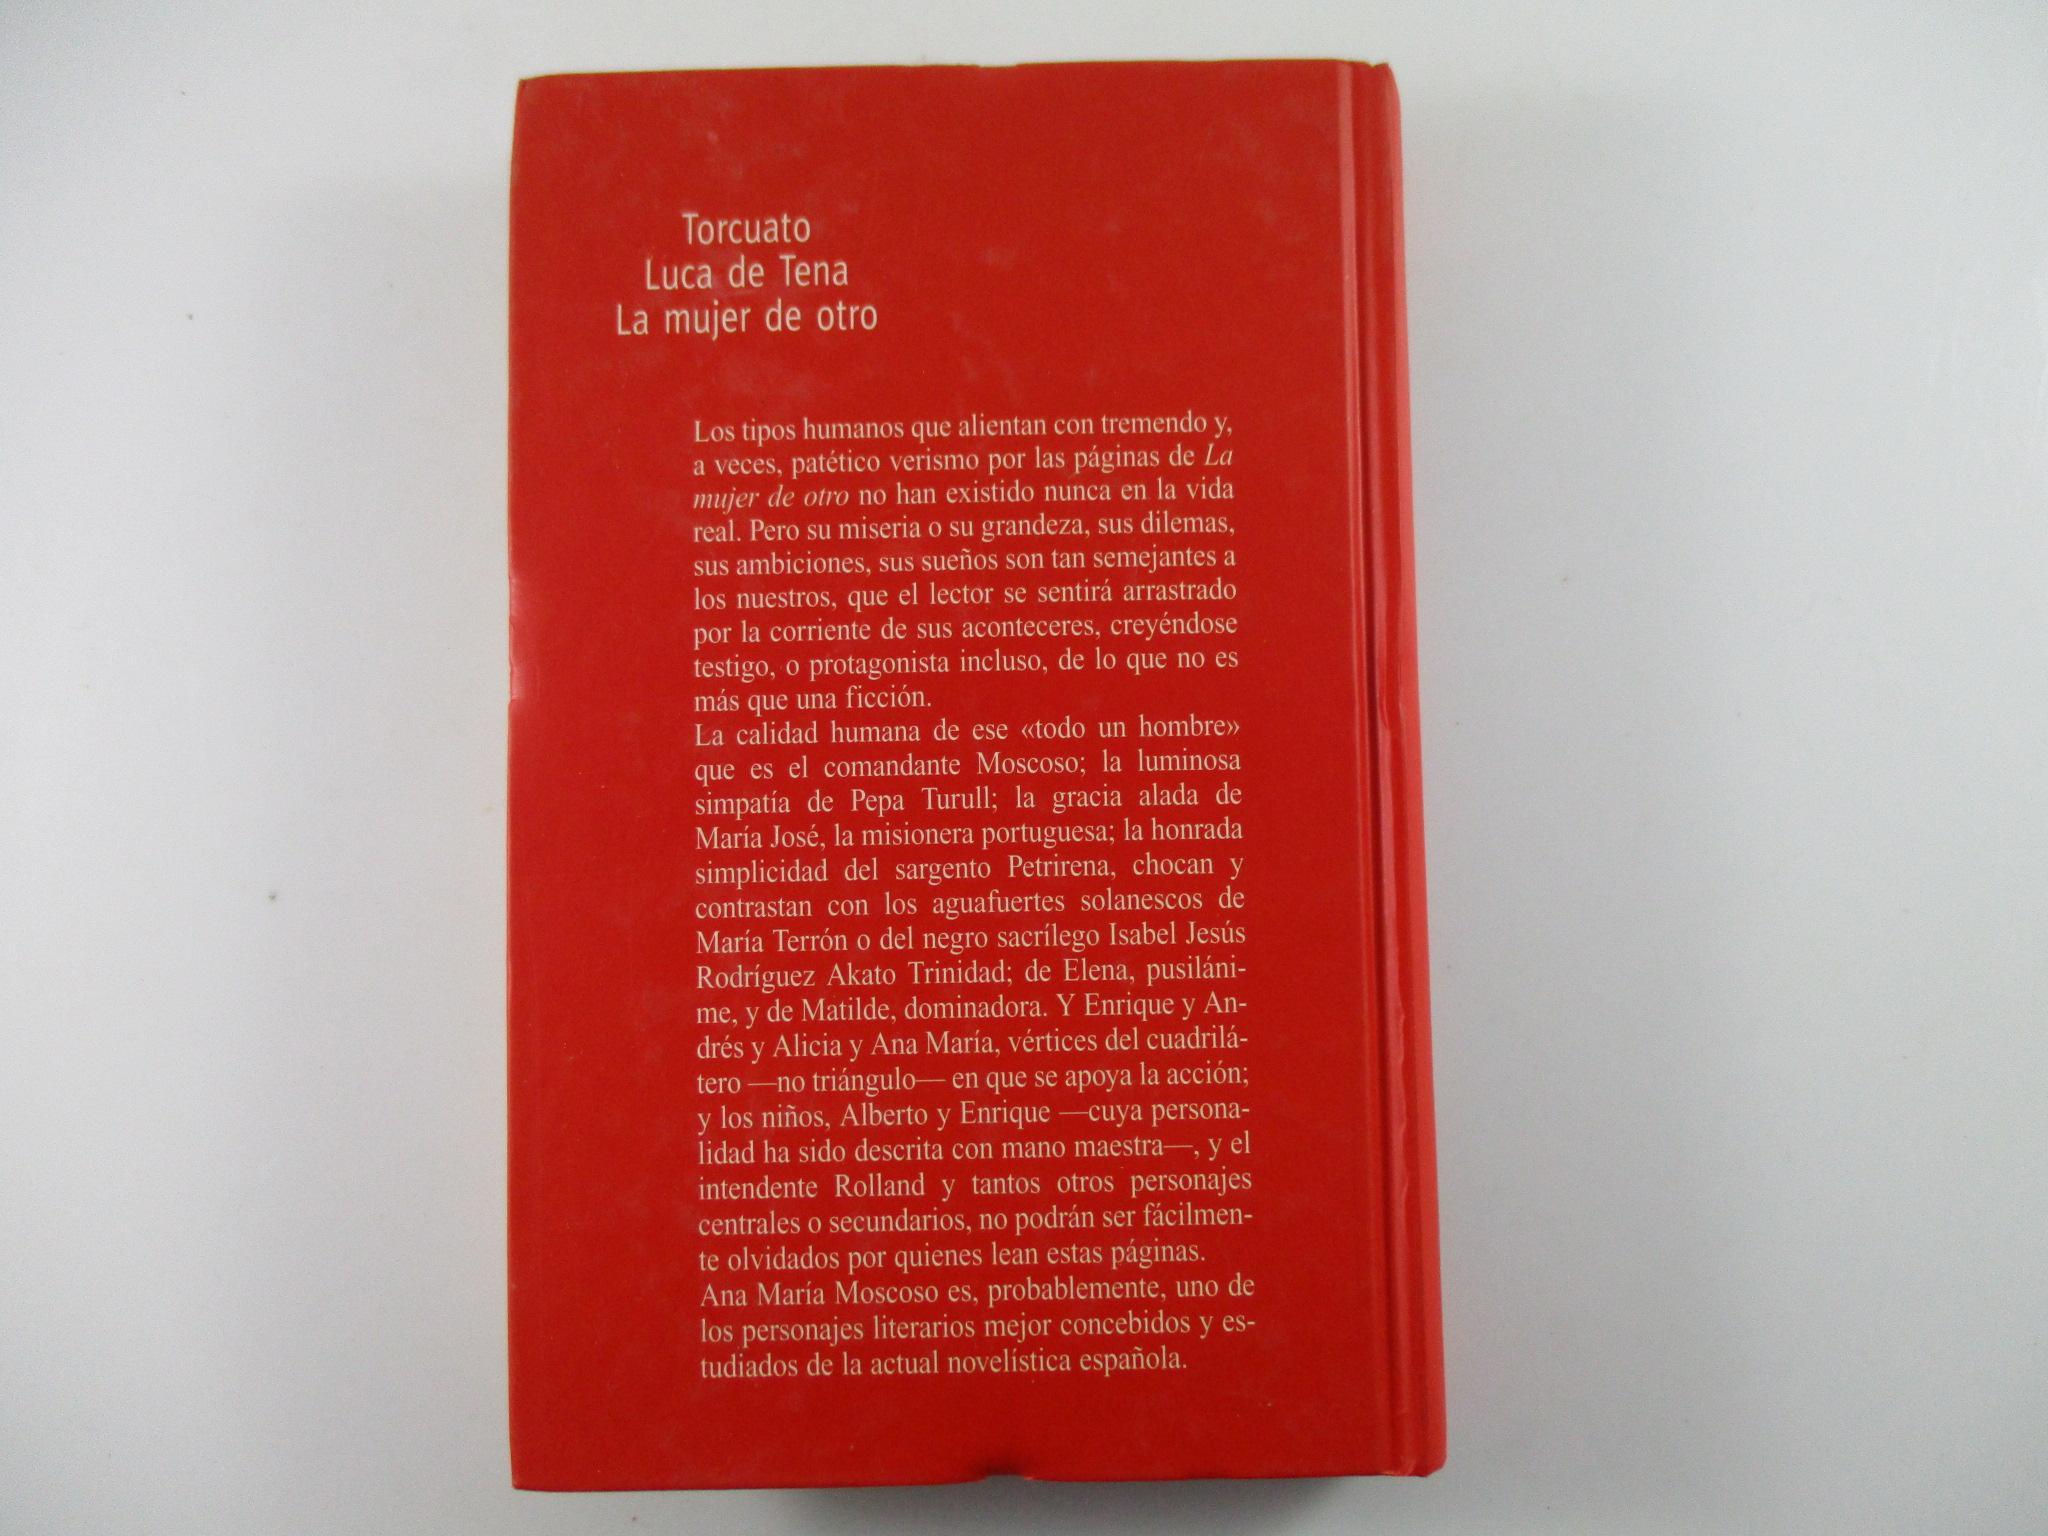 Torcuato
Luca de Tena
La mujer de otro
Los tipos humanos que alientan con tremendo y,
a veces, patético verismo por las páginas de La
mujer de otro no han existido nunca en la vida
real. Pero su miseria o su grandeza, sus dilemas,
sus ambiciones, sus sueños son tan semejantes a
los nuestros, que el lector se sentirá arrastrado
por la corriente de sus aconteceres, creyéndose
testigo, o protagonista incluso, de lo que no es
más que una ficción.
La calidad humana de ese «todo un hombre»
que es el comandante Moscoso; la luminosa
simpatía de Pepa Turull; la gracia alada de
María José, la misionera portuguesa; la honrada
simplicidad del sargento Petrirena, chocan y
contrastan con los aguafuertes solanescos de
María Terrón o del negro sacrílego Isabel Jesús
Rodríguez Akato Trinidad; de Elena, pusiláni-
me, y de Matilde, dominadora. Y Enrique y An-
drés y Alicia y Ana María, vértices del cuadrilá-
tero —no triángulo— en que se apoya la acción;
y los niños, Alberto y Enrique —cuya persona-
lidad ha sido descrita con mano maestra—, y el
intendente Rolland y tantos otros personajes
centrales o secundarios, no podrán ser fácilmen-
te olvidados por quienes lean estas páginas.
Ana María Moscoso es, probablemente, uno de
los personajes literarios mejor concebidos y es-
tudiados de la actual novelística española.